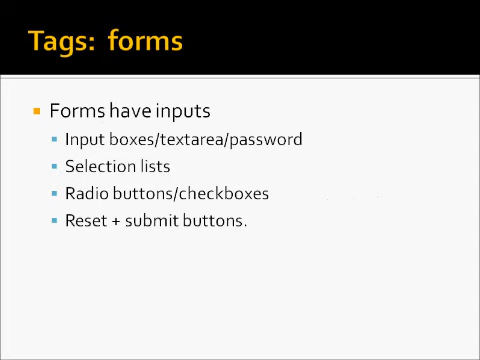 Tags: forms
Forms have inputs
Input boxes/textarea/password
Selection lists
Radio buttons/checkboxes
Reset + submit buttons.